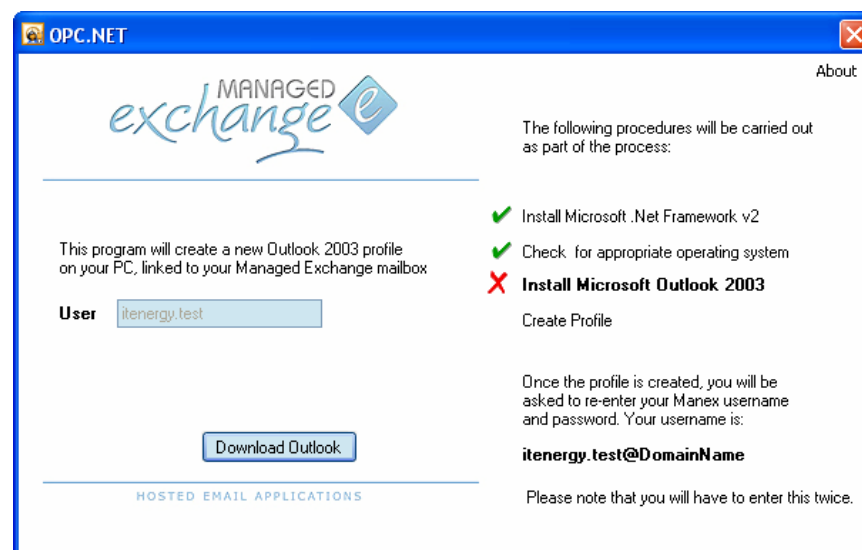 OPC.NET
About
MANAGED
exchange e
This program will create a new Outlook 2003 profile
on your PC, linked to your Managed Exchange mailbox
User itenergy.test
Download Outlook
HOSTED EMAIL APPLICATIONS
The following procedures will be carried out
as part of the process:
Install Microsoft .Net Framework v2
Check for appropriate operating system
Install Microsoft Outlook 2003
Create Profile
Once the profile is created, you will be
asked to re-enter your Manex username
and password. Your username is:
itenergy.test@DomainName
Please note that you will have to enter this twice.